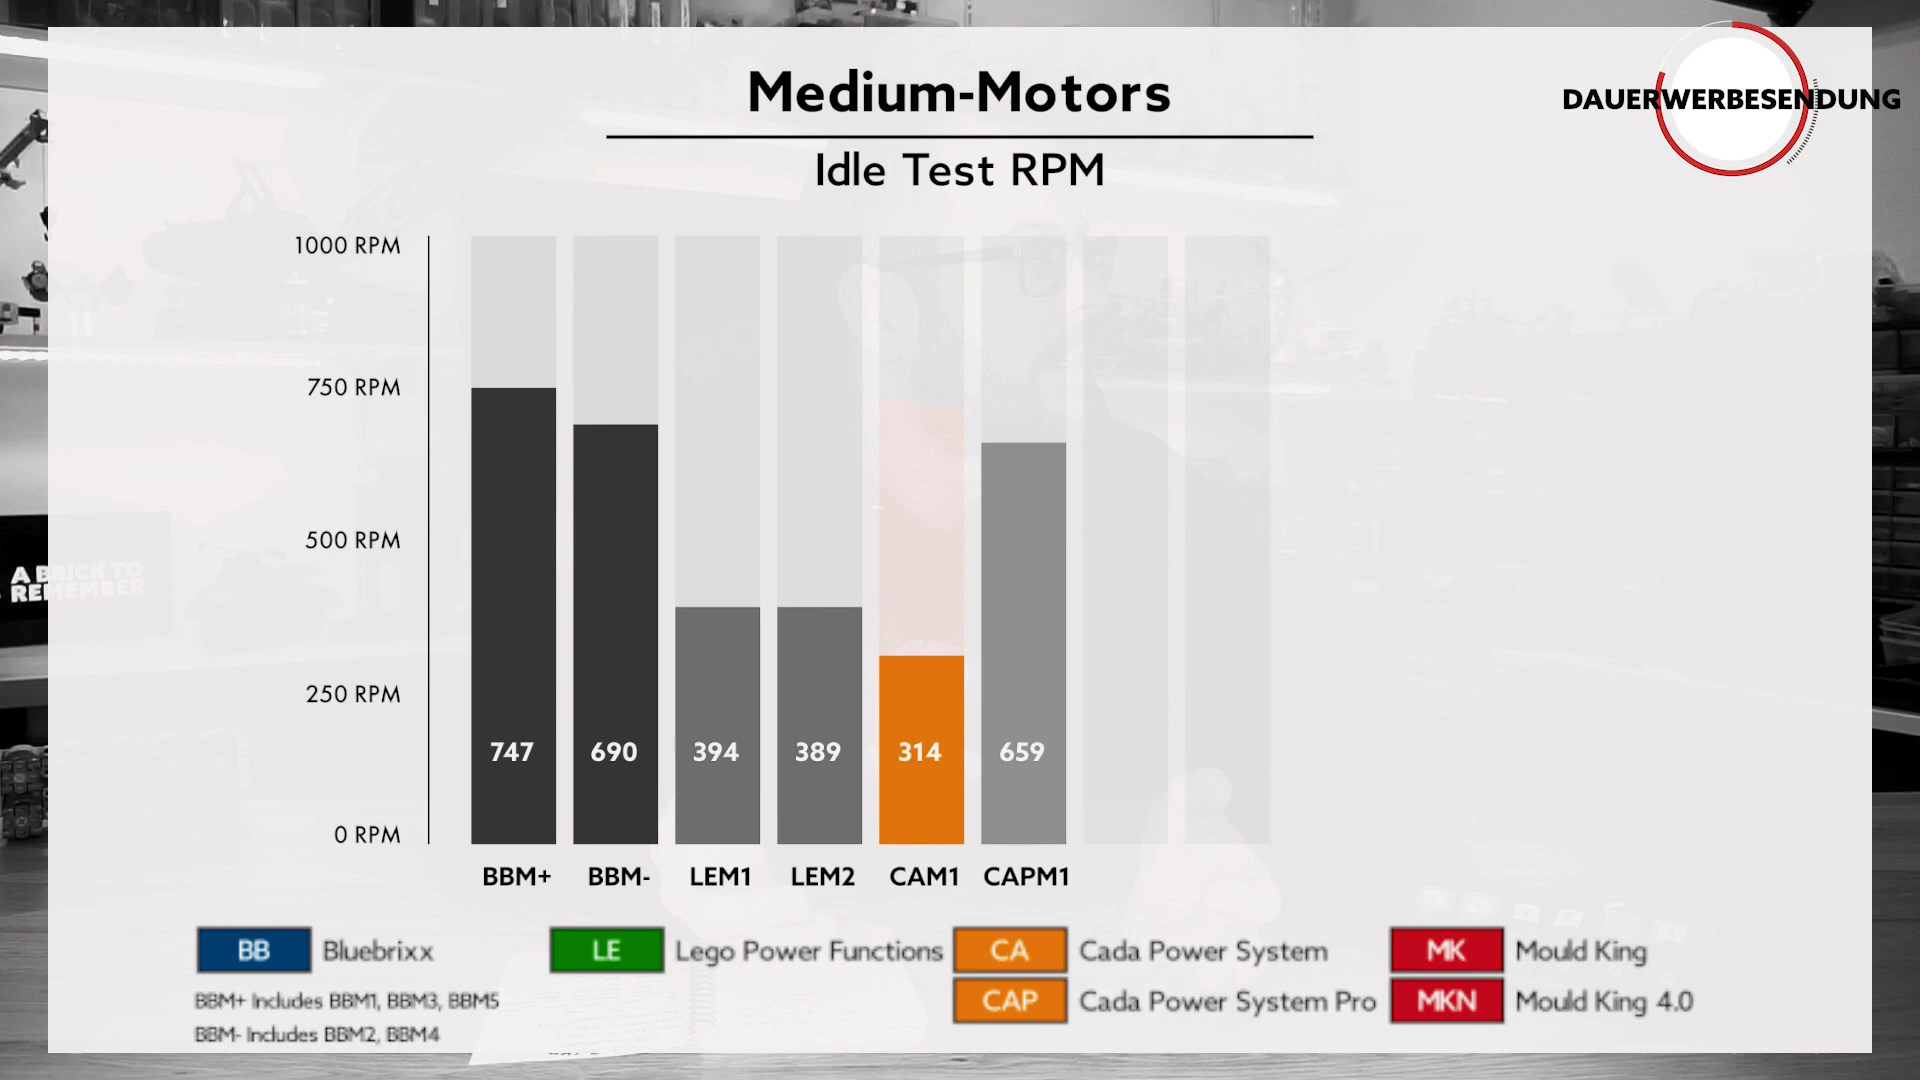 Medium-Motors
DAUERWERBESENDUNG
Idle Test RPM
1000 RPM
750 RPM
500 RPM
250 RPM
0 RPM
A BRICK TO
REMEMBER
747
690
394
389
314
659
BBM+
BBM-
LEM1
LEM2
CAM1
CAPM1
BB Bluebrixx
LE Lego Power Functions
CA Cada Power System
MK Mould King
BBM+ Includes BBM1, BBM3, BBM5
CAP Cada Power System Pro
MKN Mould King 4.0
BBM- Includes BBM2, BBM4